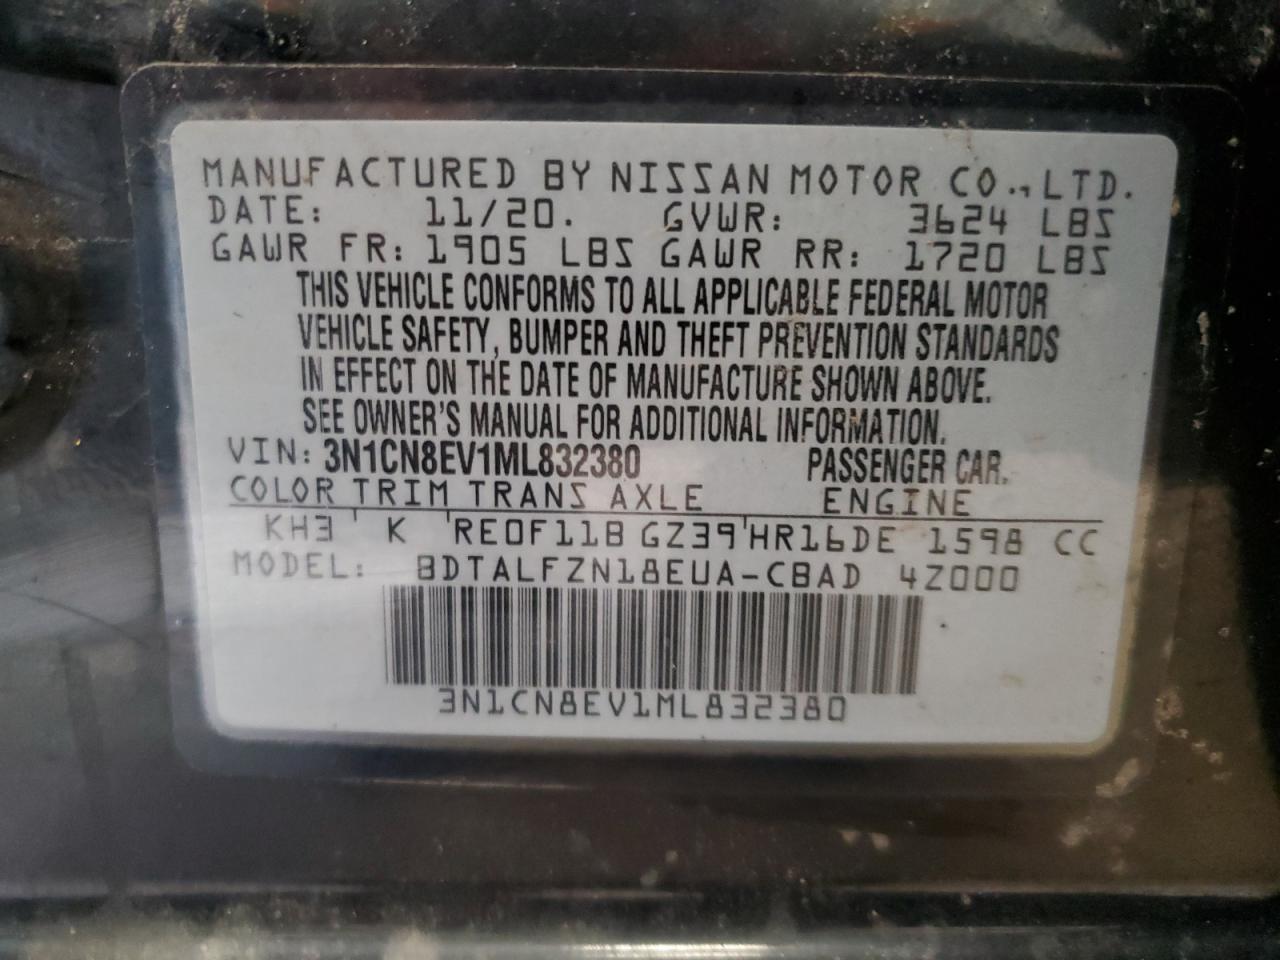 MANUFACTURED BY NISSAN MOTOR CO., LTD.
DATE: 11/20. GVWR: 3624 LBS
GAWR FR: 1905 LBS GAWR RR: 1720 LBS
THIS VEHICLE CONFORMS TO ALL APPLICABLE FEDERAL MOTOR
VEHICLE SAFETY, BUMPER AND THEFT PREVENTION STANDARDS
IN EFFECT ON THE DATE OF MANUFACTURE SHOWN ABOVE.
SEE OWNER'S MANUAL FOR ADDITIONAL INFORMATION.
VIN: 3N1CN8EV1ML832380 PASSENGER CAR.
COLOR TRIM TRANS AXLE ENGINE
KH3 ' K 'RE0F11B GZ39'HR16DE 1598 CC
MODEL: BDTALFZN18EUA-CBAD 4Z000
3N1CN8EV1ML832380